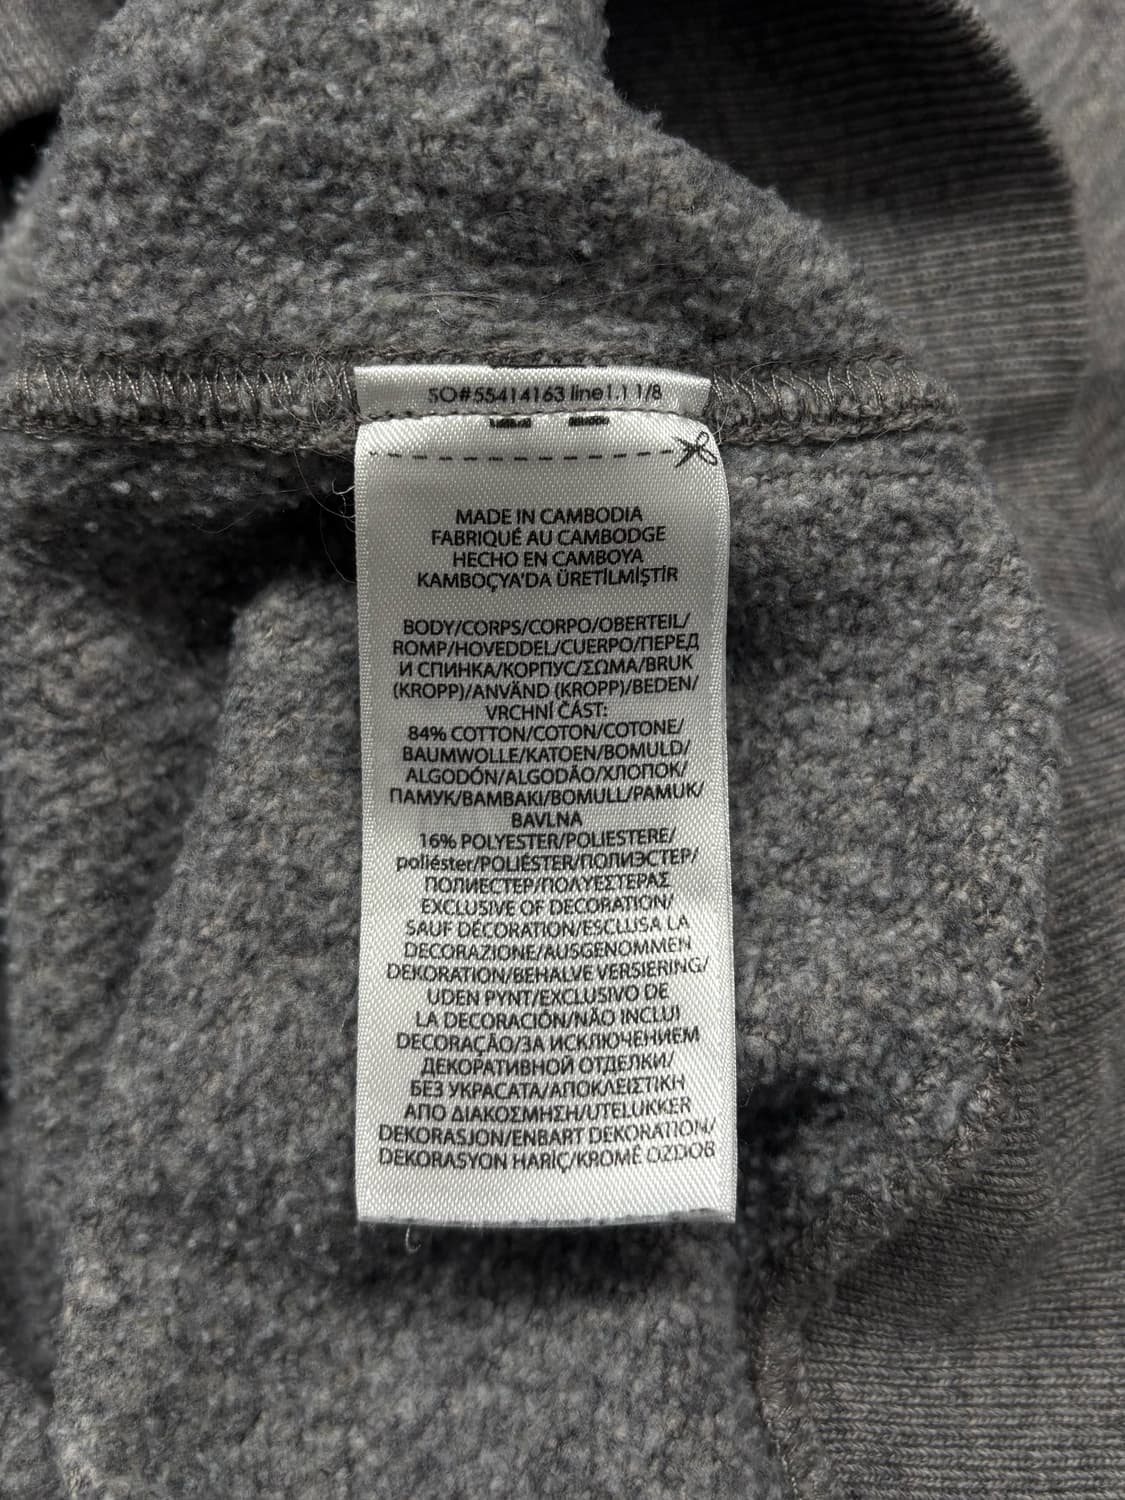 SO#55414163 line1.1 1/8
MADE IN CAMBODIA
FABRIQUÉ AU CAMBODGE
HECHO EN CAMBOYA
KAMBOÇYA'DA ÜRETİLMİŞTİR
BODY/CORPS/CORPO/OBERTEIL/
ROMP/HOVEDDEL/CUERPO/ПЕРЕД
И СПИНКА/КОРПУС/ΣΩΜΑ/BRUK
(KROPP)/ANVÄND (KROPP)/BEDEN/
VRCHNÍ ČÁST:
84% COTTON/COTON/COTONE/
BAUMWOLLE/KATOEN/BOMULD/
ALGODÓN/ALGODÃO/ХЛОПОК/
ПАМУК/BAMBAKI/BOMULL/PAMUK/
BAVLNA
16% POLYESTER/POLIESTERE/
poliéster/POLIÉSTER/ПОЛИЭСТЕР/
ПОЛИЕСТЕР/ΠΟΛΥΕΣΤΕΡΑΣ
EXCLUSIVE OF DECORATION/
SAUF DÉCORATION/ESCLUSA LA
DECORAZIONE/AUSGENOMMEN
DEKORATION/BEHALVE VERSIERING/
UDEN PYNT/EXCLUSIVO DE
LA DECORACIÓN/NÃO INCLUI
DECORAÇÃO/ЗА ИСКЛЮЧЕНИЕМ
ДЕКОРАТИВНОЙ ОТДЕЛКИ/
БЕЗ УКРАСАТА/ΑΠΟΚΛΕΙΣΤΙΚΗ
ΑΠΟ ΔΙΑΚΟΣΜΗΣΗ/UTELUKKER
DEKORASJON/ENBART DEKORATION/
DEKORASYON HARİÇ/KROMĚ OZDOB